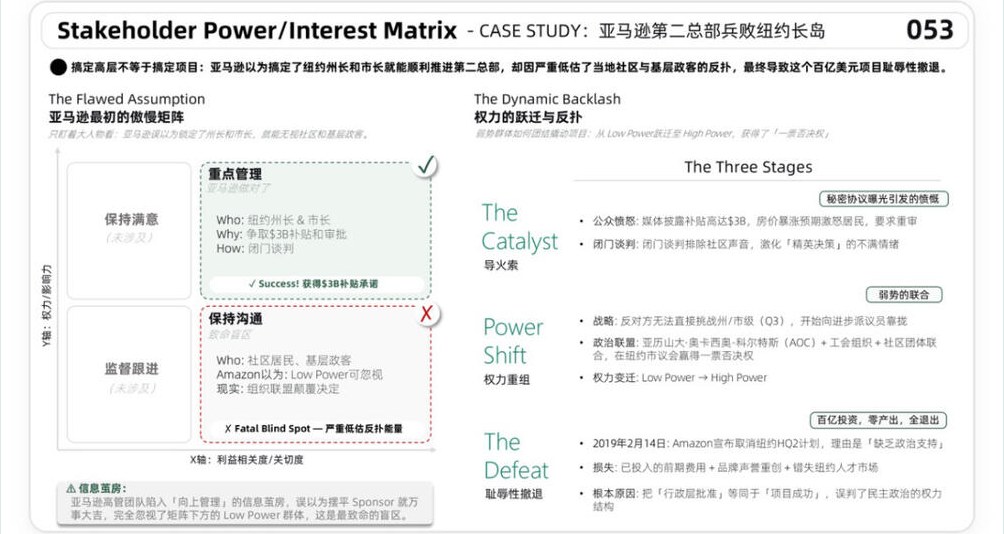 Stakeholder Power/Interest Matrix - CASE STUDY：亚马逊第二总部兵败纽约长岛 053
搞定高层不等于搞定项目：亚马逊以为搞定了纽约州长和市长就能顺利推进第二总部，却因严重低估了当地社区与基层政客的反扑，最终导致这个百亿美元项目耻辱性撤退。
The Flawed Assumption
亚马逊最初的傲慢矩阵
只盯着大人物看：亚马逊误以为锁定了州长和市长，就能无视社区和基层政客。
Y轴：权力/影响力
保持满意
（未涉及）
重点管理
亚马逊做对了
Who: 纽约州长 & 市长
Why: 争取$3B补贴和审批
How: 闭门谈判
✓ Success! 获得$3B补贴承诺
监督跟进
（未涉及）
保持沟通
致命盲区
Who: 社区居民、基层政客
Amazon以为: Low Power可忽视
现实: 组织联盟颠覆决定
✗ Fatal Blind Spot — 严重低估反扑能量
X轴：利益相关度/关切度
⚠ 信息茧房：
亚马逊高管团队陷入「向上管理」的信息茧房，误以为摆平 Sponsor 就万
事大吉，完全忽视了矩阵下方的 Low Power 群体，这是最致命的盲区。
The Dynamic Backlash
权力的跃迁与反扑
弱势群体如何团结撬动项目：从 Low Power跃迁至 High Power，获得了「一票否决权」
The Three Stages
The
Catalyst
导火索
秘密协议曝光引发的愤慨
• 公众愤怒: 媒体披露补贴高达$3B，房价暴涨预期激怒居民，要求重审
• 闭门谈判: 闭门谈判排除社区声音，激化「精英决策」的不满情绪
Power
Shift
权力重组
弱势的联合
• 战略: 反对方无法直接挑战州/市级（Q3），开始向进步派议员靠拢
• 政治联盟: 亚历山大·奥卡西奥-科尔特斯（AOC）+ 工会组织 + 社区团体联
合，在纽约市议会赢得一票否决权
• 权力变迁: Low Power → High Power
The
Defeat
耻辱性撤退
百亿投资，零产出，全退出
• 2019年2月14日: Amazon宣布取消纽约HQ2计划，理由是「缺乏政治支持」
• 损失: 已投入的前期费用 + 品牌声誉重创 + 错失纽约人才市场
• 根本原因: 把「行政层批准」等同于「项目成功」，误判了民主政治的权力
结构